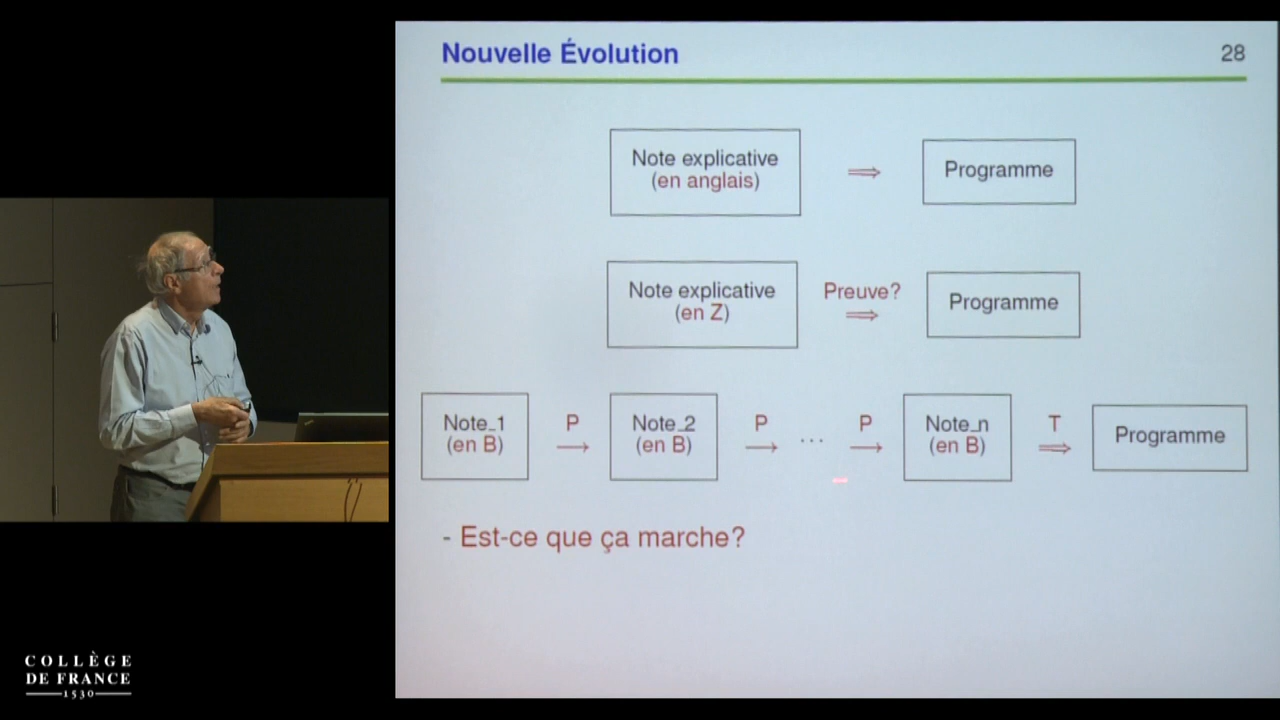 Nouvelle Évolution
28
Note explicative
(en anglais)
⇒
Programme
Note explicative
(en Z)
Preuve?
⇒
Programme
Note_1
(en B)
P
→
Note_2
(en B)
P
→
...
P
→
Note_n
(en B)
T
⇒
Programme
- Est-ce que ça marche?
COLLÈGE
DE FRANCE
1530